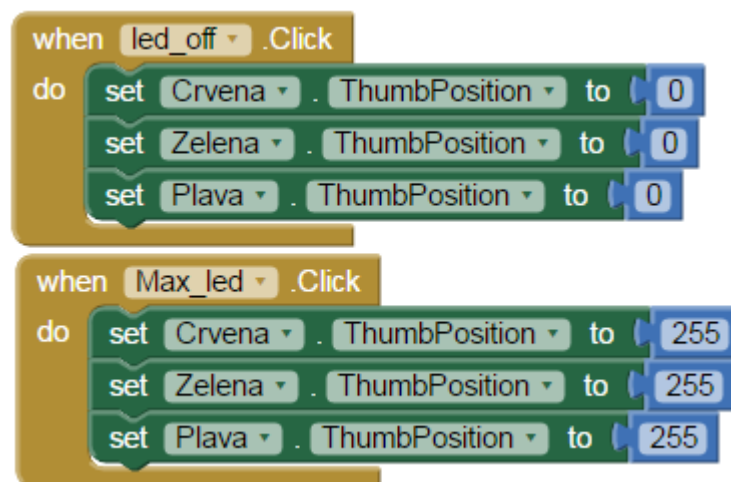 when led_off .Click
do set Crvena . ThumbPosition to 0
set Zelena . ThumbPosition to 0
set Plava . ThumbPosition to 0
when Max_led .Click
do set Crvena . ThumbPosition to 255
set Zelena . ThumbPosition to 255
set Plava . ThumbPosition to 255